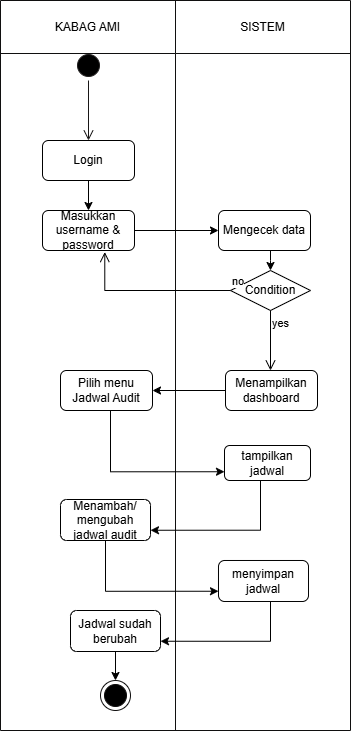 KABAG AMI
SISTEM
Login
Masukkan
username &
password
Mengecek data
no
Condition
yes
Menampilkan
dashboard
Pilih menu
Jadwal Audit
tampilkan
jadwal
Menambah/
mengubah
jadwal audit
menyimpan
jadwal
Jadwal sudah
berubah